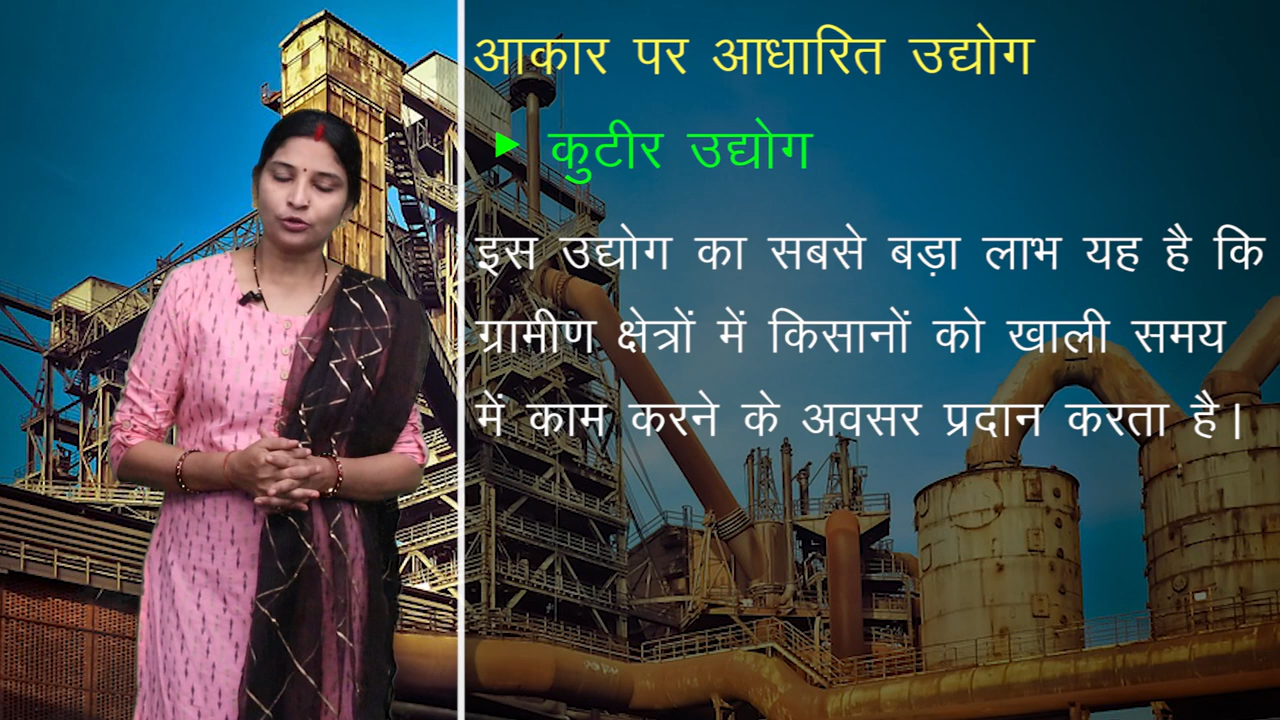 आकार पर आधारित उद्योग
► कुटीर उद्योग
इस उद्योग का सबसे बड़ा लाभ यह है कि
ग्रामीण क्षेत्रों में किसानों को खाली समय
में काम करने के अवसर प्रदान करता है|